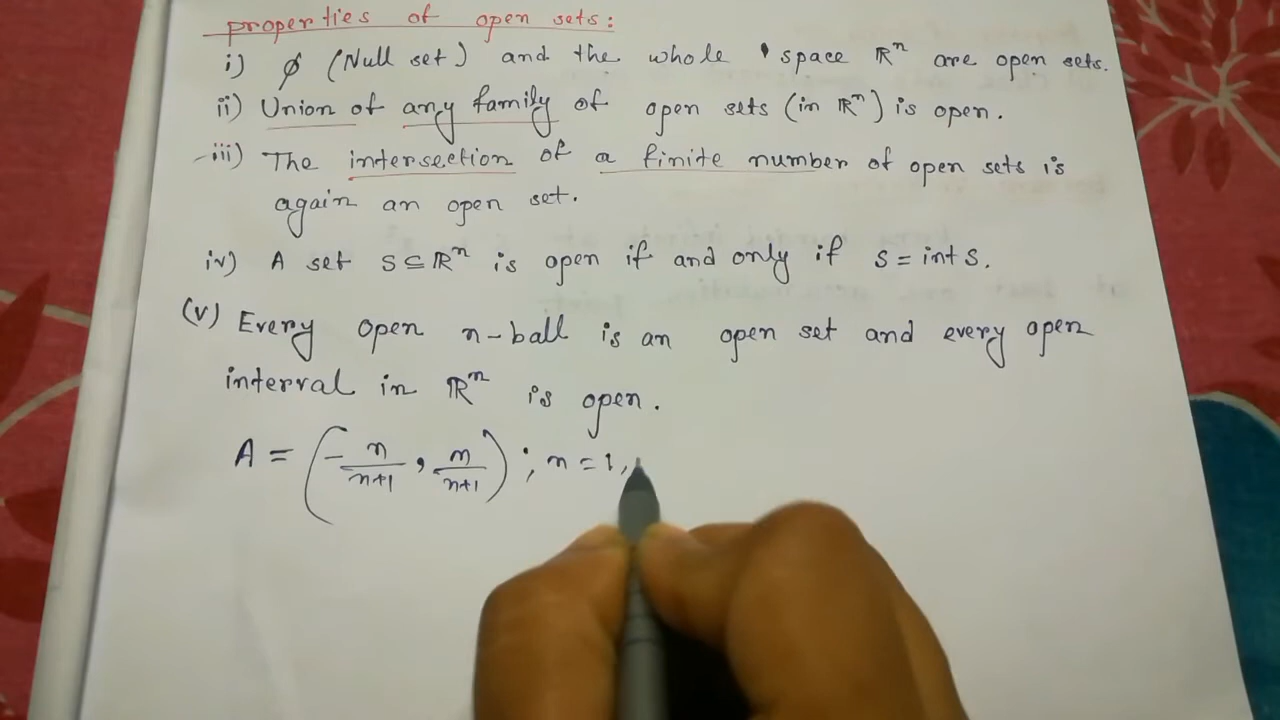 properties of open sets:
i) ∅ (Null set) and the whole space ℝⁿ are open sets.
ii) Union of any family of open sets (in ℝⁿ) is open.
iii) The intersection of a finite number of open sets is
again an open set.
iv) A set S ⊆ ℝⁿ is open if and only if S = int S.
(v) Every open n-ball is an open set and every open
interval in ℝⁿ is open.
A = (-n/n+1, n/n+1); n = 1,